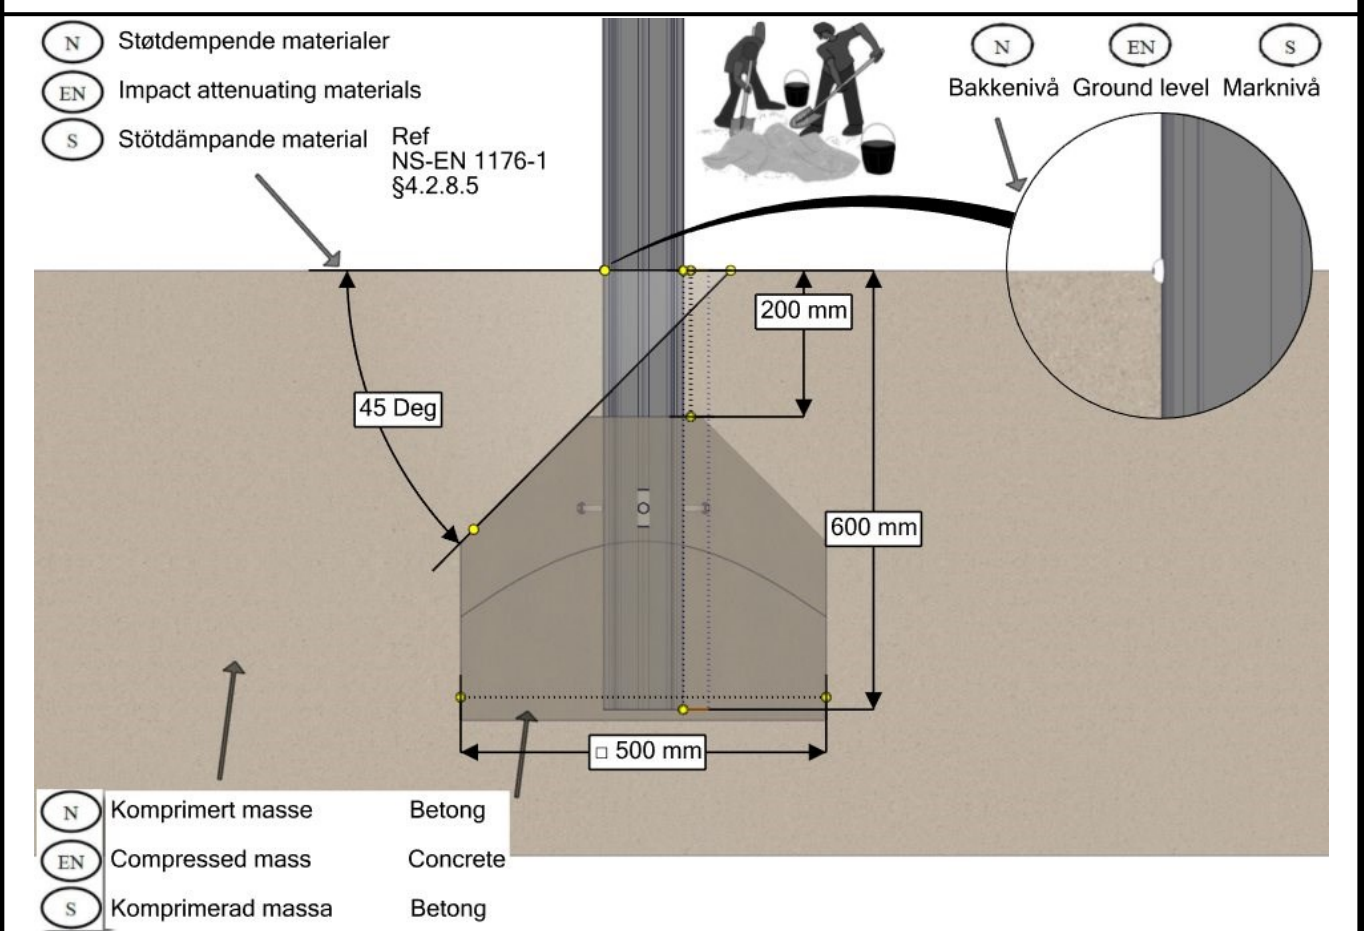 N Støtdempende materialer
EN Impact attenuating materials
S Stötdämpande material
Ref
NS-EN 1176-1
§4.2.8.5
N EN S
Bakkenivå Ground level Marknivå
200 mm
45 Deg
600 mm
□ 500 mm
N Komprimert masse Betong
EN Compressed mass Concrete
S Komprimerad massa Betong